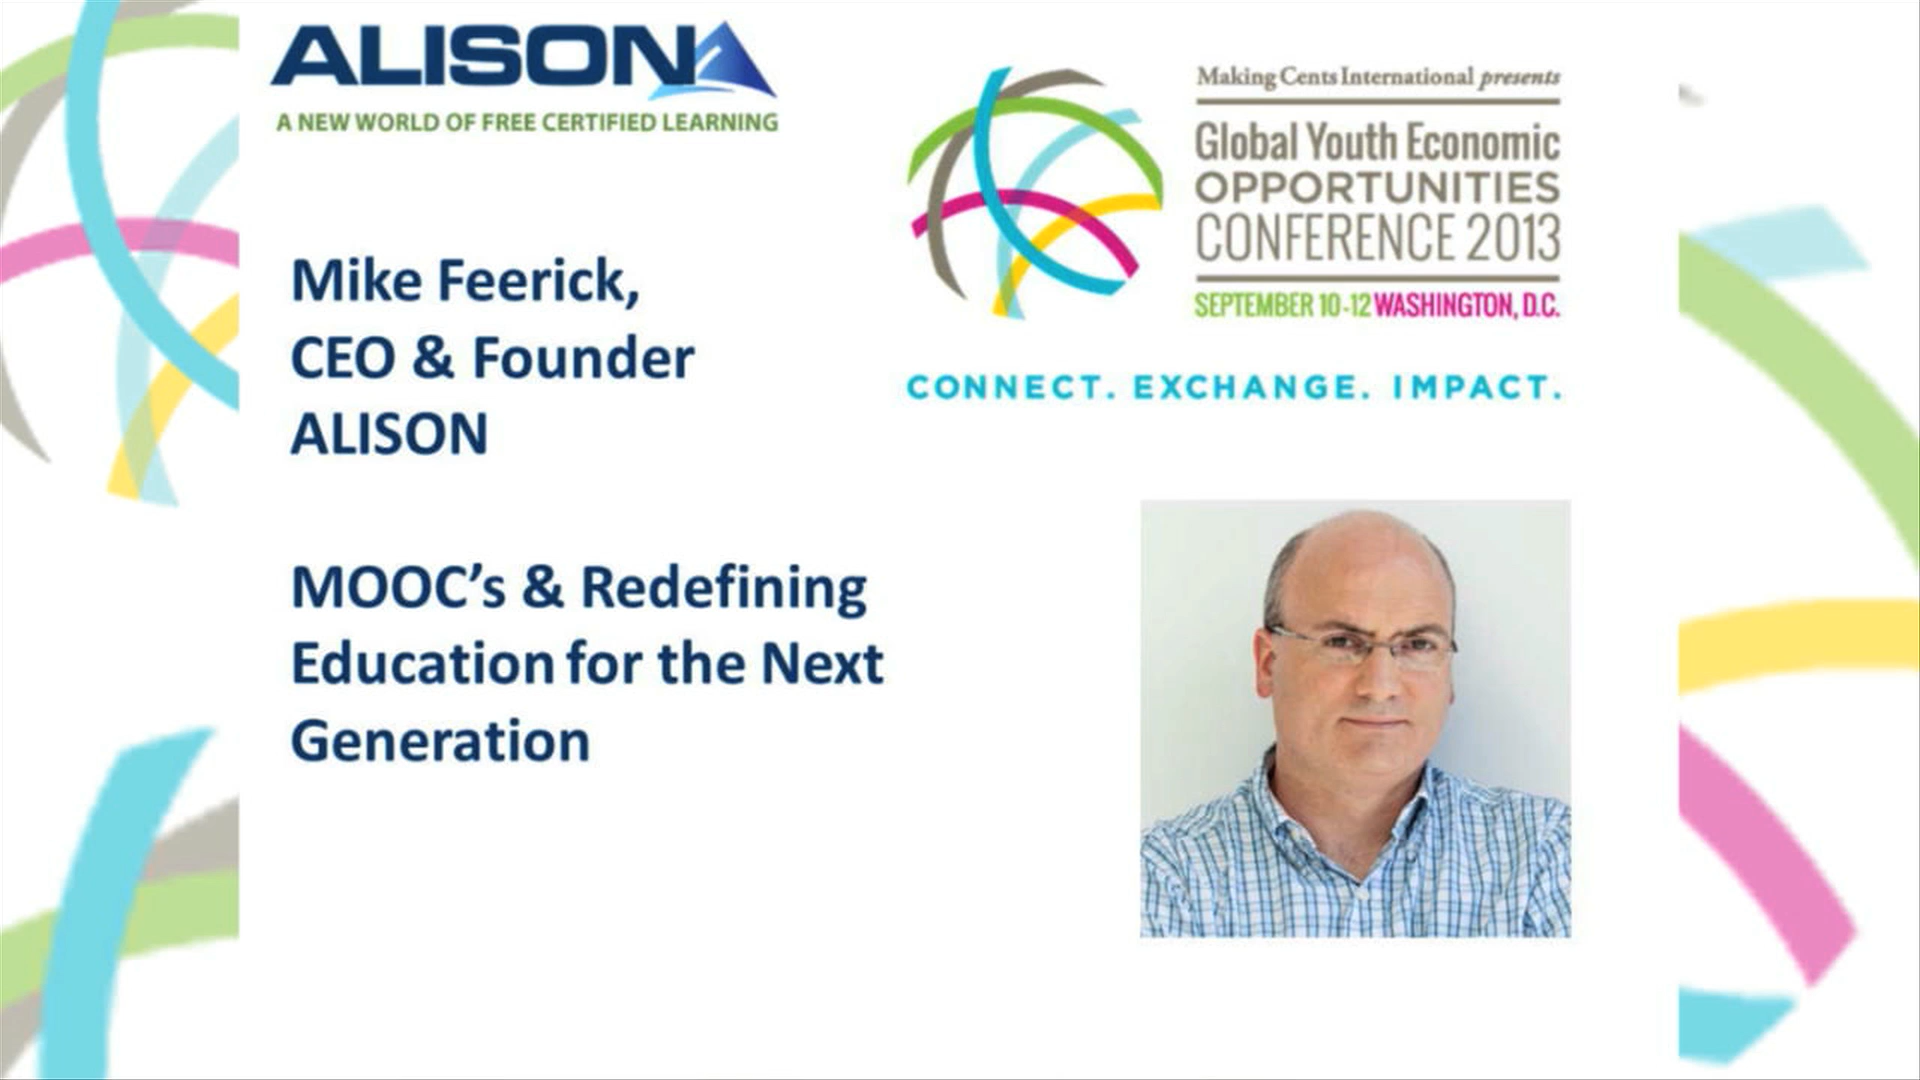 ALISON
A NEW WORLD OF FREE CERTIFIED LEARNING
Making Cents International presents
Global Youth Economic
OPPORTUNITIES
CONFERENCE 2013
SEPTEMBER 10-12 WASHINGTON, D.C.
CONNECT. EXCHANGE. IMPACT.
Mike Feerick,
CEO & Founder
ALISON
MOOC’s & Redefining
Education for the Next
Generation